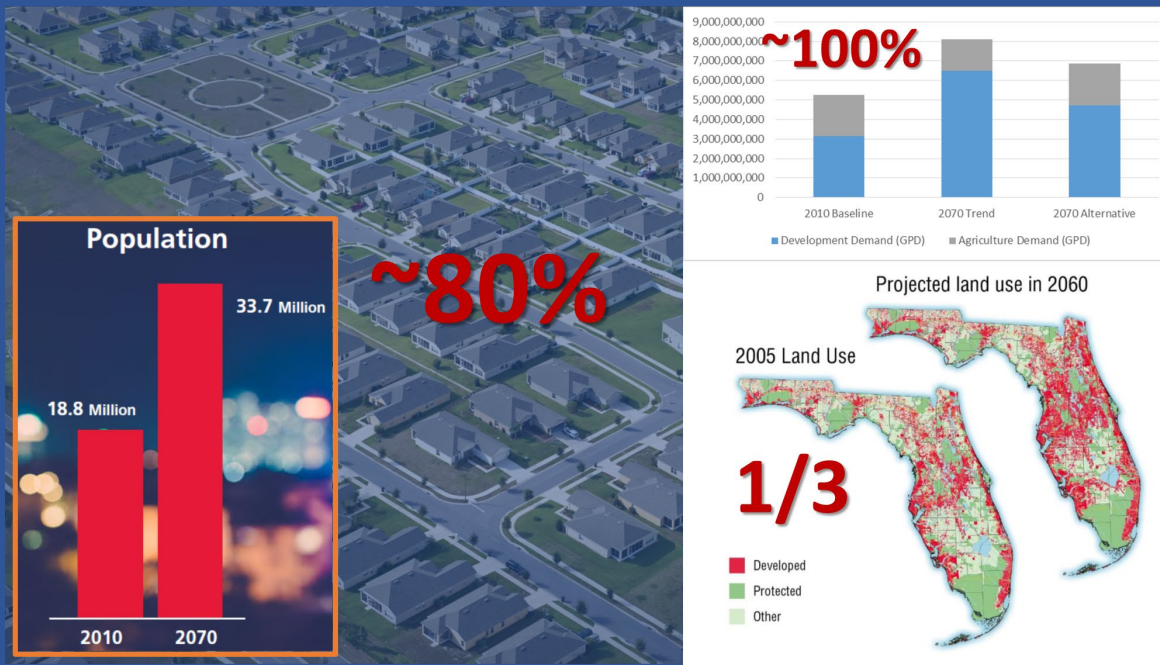 Population
33.7 Million
18.8 Million
2010 2070
~80%
9,000,000,000
8,000,000,000
7,000,000,000
6,000,000,000
5,000,000,000
4,000,000,000
3,000,000,000
2,000,000,000
1,000,000,000
0
~100%
2010 Baseline 2070 Trend 2070 Alternative
Development Demand (GPD) Agriculture Demand (GPD)
Projected land use in 2060
2005 Land Use
1/3
Developed
Protected
Other